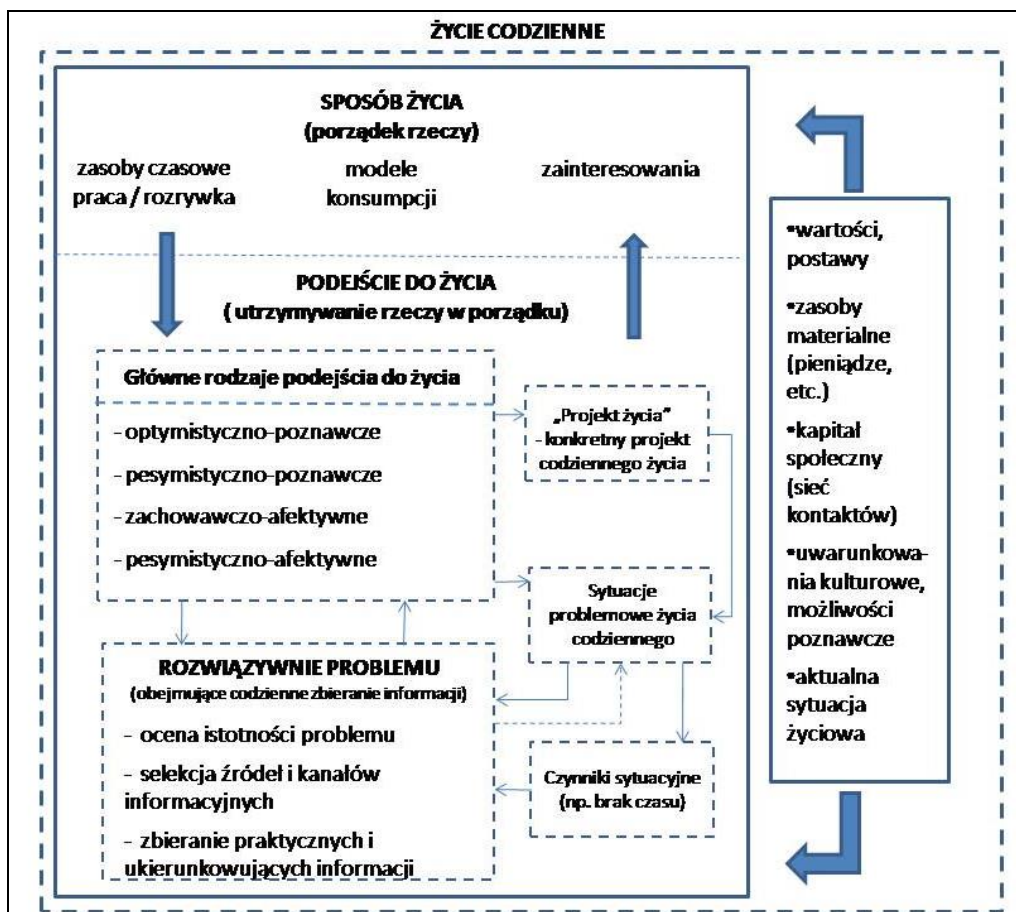 ŻYCIE CODZIENNE
SPOSÓB ŻYCIA
(porządek rzeczy)
zasoby czasowe
praca / rozrywka
modele
konsumpcji
zainteresowania
PODEJŚCIE DO ŻYCIA
( utrzymywanie rzeczy w porządku)
Główne rodzaje podejścia do życia
- optymistyczno-poznawcze
- pesymistyczno-poznawcze
- zachowawczo-afektywne
- pesymistyczno-afektywne
„Projekt życia”
- konkretny projekt
codziennego życia
Sytuacje
problemowe życia
codziennego
ROZWIĄZYWNIE PROBLEMU
(obejmujące codzienne zbieranie informacji)
- ocena istotności problemu
- selekcja źródeł i kanałów
informacyjnych
- zbieranie praktycznych i
ukierunkowujących informacji
Czynniki sytuacyjne
(np. brak czasu)
▪wartości,
postawy
▪zasoby
materialne
(pieniądze,
etc.)
▪kapitał
społeczny
(sieć
kontaktów)
▪uwarunkowa-
nia kulturowe,
możliwości
poznawcze
▪aktualna
sytuacja
życiowa